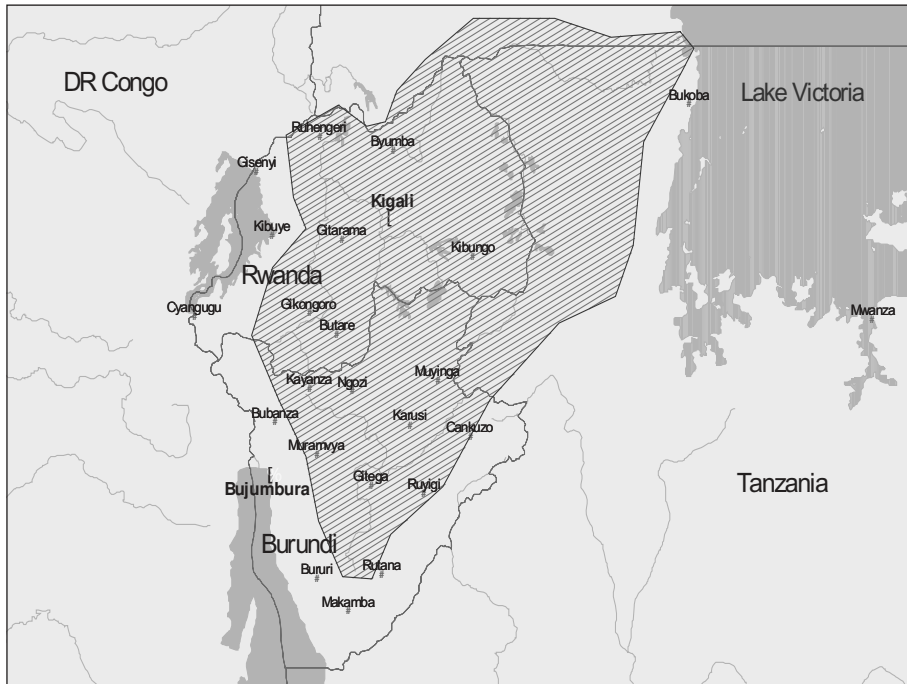 DR Congo
Lake Victoria
Bukoba
Ruhengeri
Byumba
Gisenyi
Kigali
Kibuye
Gitarama
Kibungo
Rwanda
Gikongoro
Cyangugu
Mwanza
Butare
Muyinga
Kayanza
Ngozi
Bubanza
Karusi
Cankuzo
Muramvya
Gitega
Ruyigi
Bujumbura
Tanzania
Burundi
Bururi
Rutana
Makamba